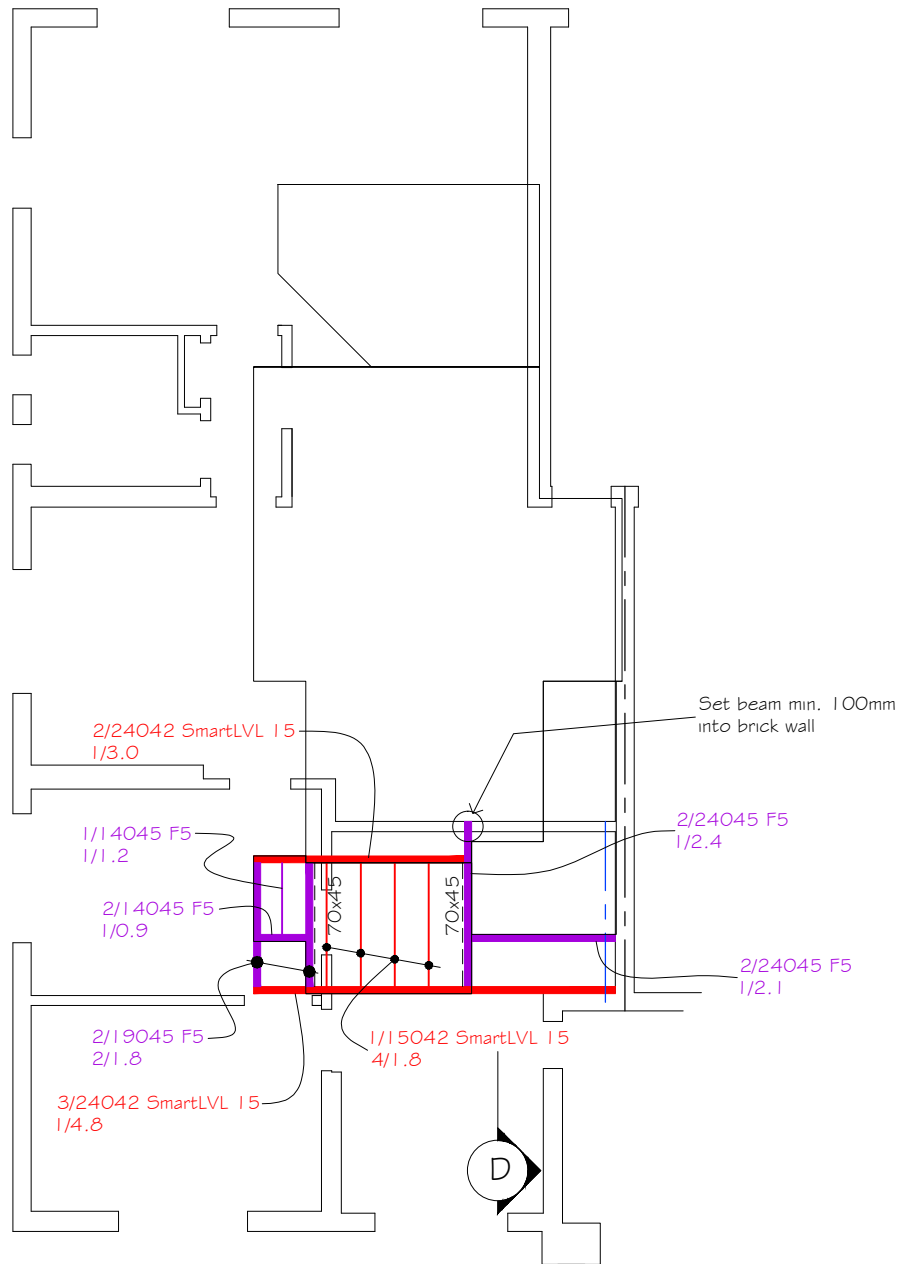 Set beam min. 100mm
into brick wall
2/24042 SmartLVL 15
1/3.0
1/14045 F5
1/1.2
2/24045 F5
1/2.4
2/14045 F5
1/0.9
70x45
70x45
2/24045 F5
1/2.1
2/19045 F5
2/1.8
1/15042 SmartLVL 15
4/1.8
3/24042 SmartLVL 15
1/4.8
D